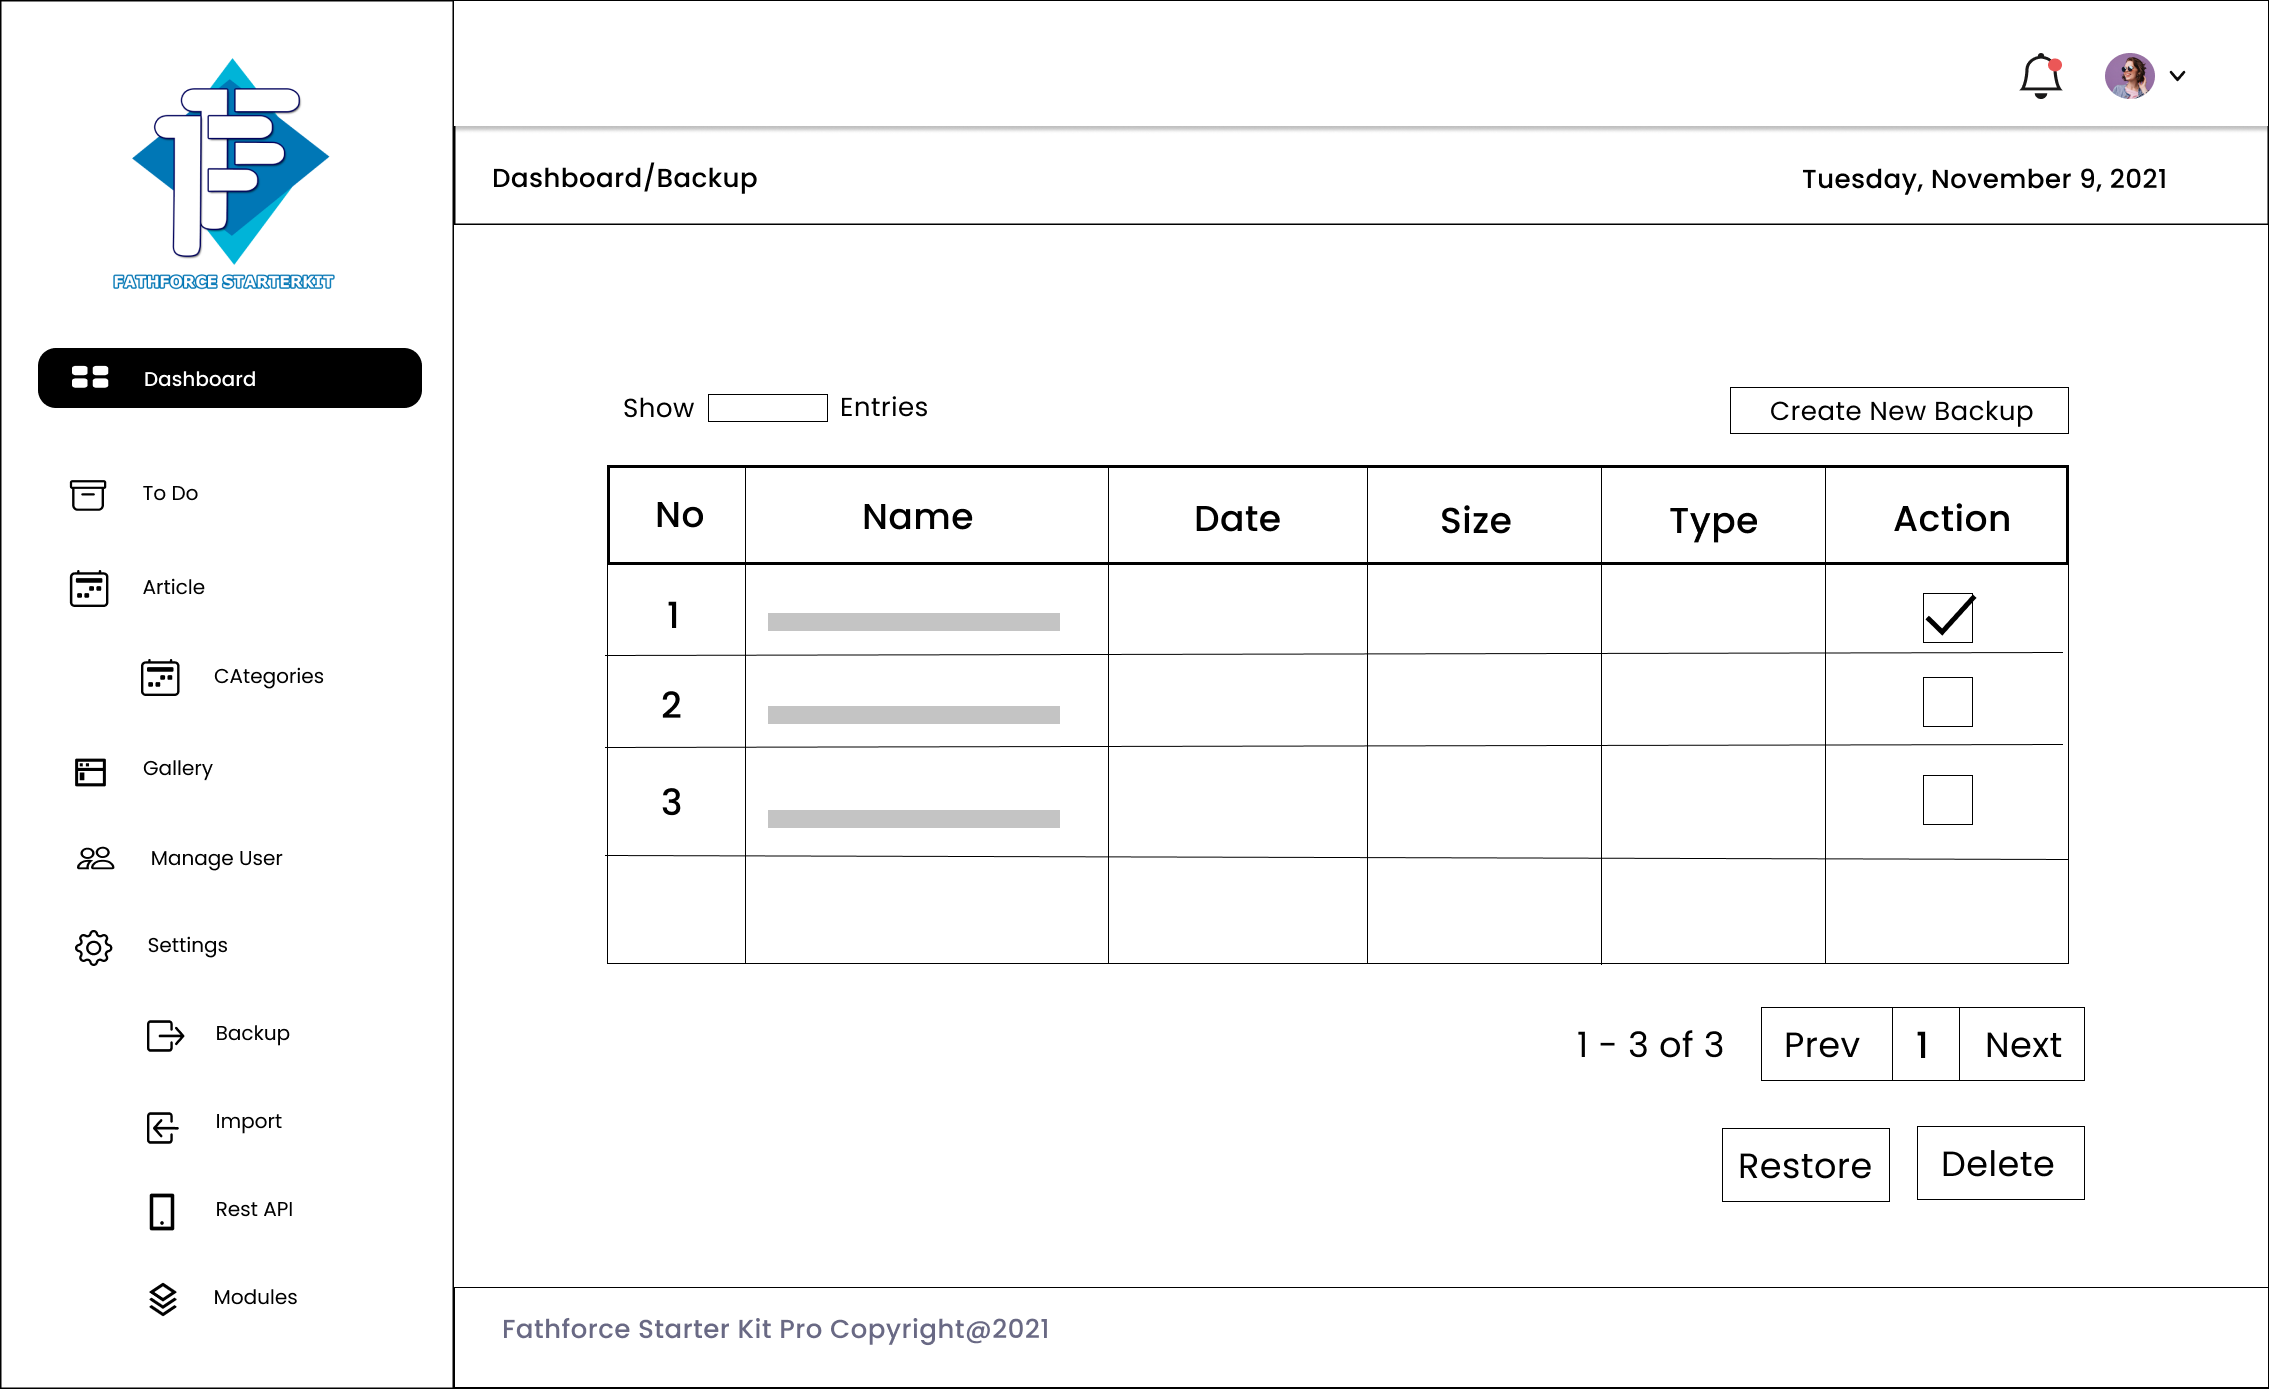 FATHFORCE STARTERKIT
Dashboard
To Do
Article
CAtegories
Gallery
Manage User
Settings
Backup
Import
Rest API
Modules
Dashboard/Backup
Tuesday, November 9, 2021
Show Entries
Create New Backup
No Name Date Size Type Action
1
2
3
1 - 3 of 3 Prev 1 Next
Restore Delete
Fathforce Starter Kit Pro Copyright@2021